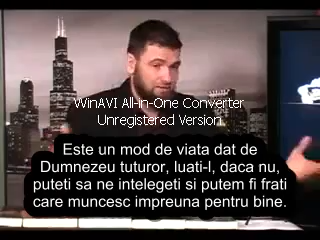 WinAVI All-in-One Converter
Unregistered Version
Este un mod de viata dat de
Dumnezeu tuturor, luati-l, daca nu,
puteti sa ne intelegeti si putem fi frati
care muncesc impreuna pentru bine.